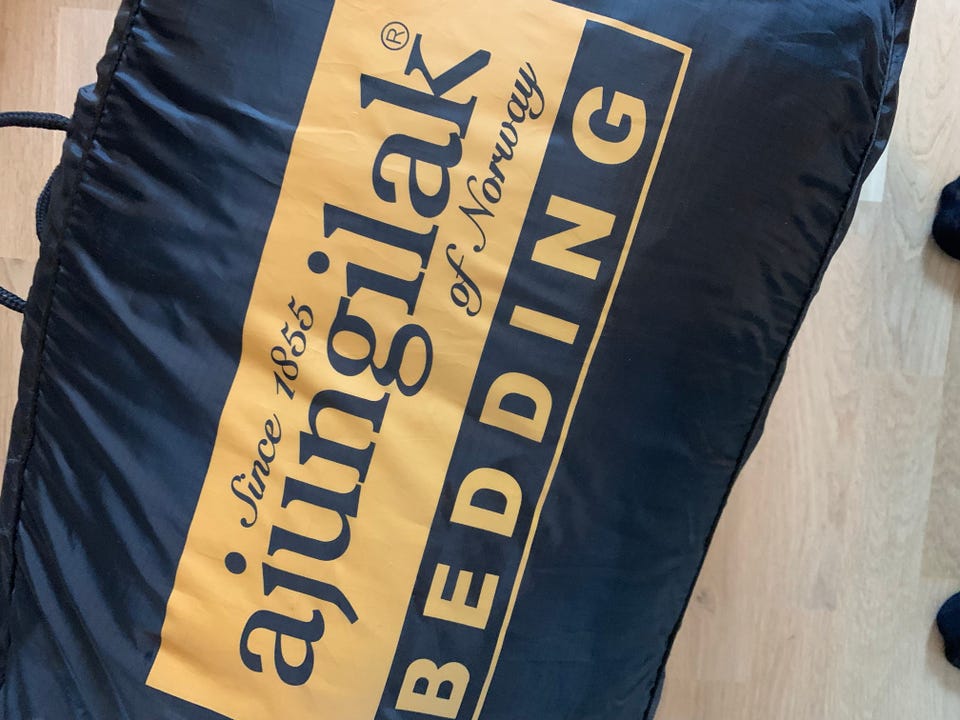 Since 1855
ajungilak®
of Norway
BEDDING